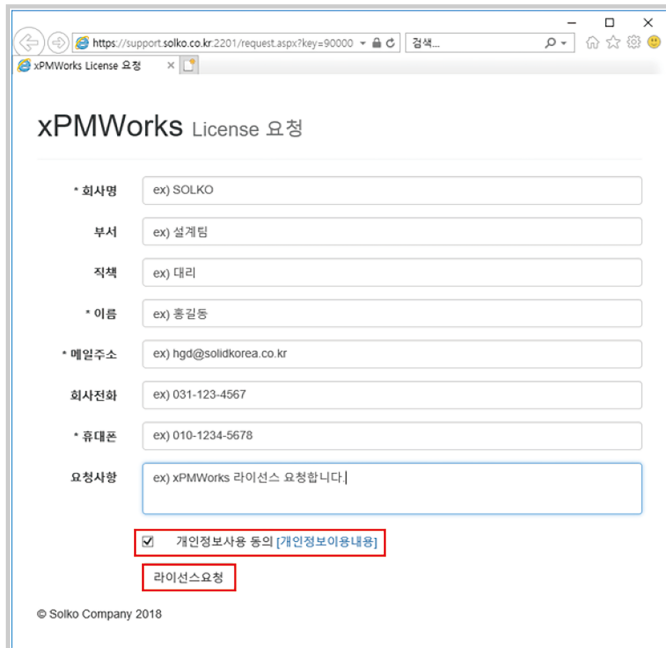 https://support.solko.co.kr:2201/request.aspx?key=90000
검색...
xPMWorks License 요청
xPMWorks License 요청
* 회사명 ex) SOLKO
부서 ex) 설계팀
직책 ex) 대리
* 이름 ex) 홍길동
* 메일주소 ex) hgd@solidkorea.co.kr
회사전화 ex) 031-123-4567
* 휴대폰 ex) 010-1234-5678
요청사항 ex) xPMWorks 라이선스 요청합니다.
개인정보사용 동의 [개인정보이용내용]
라이선스요청
© Solko Company 2018